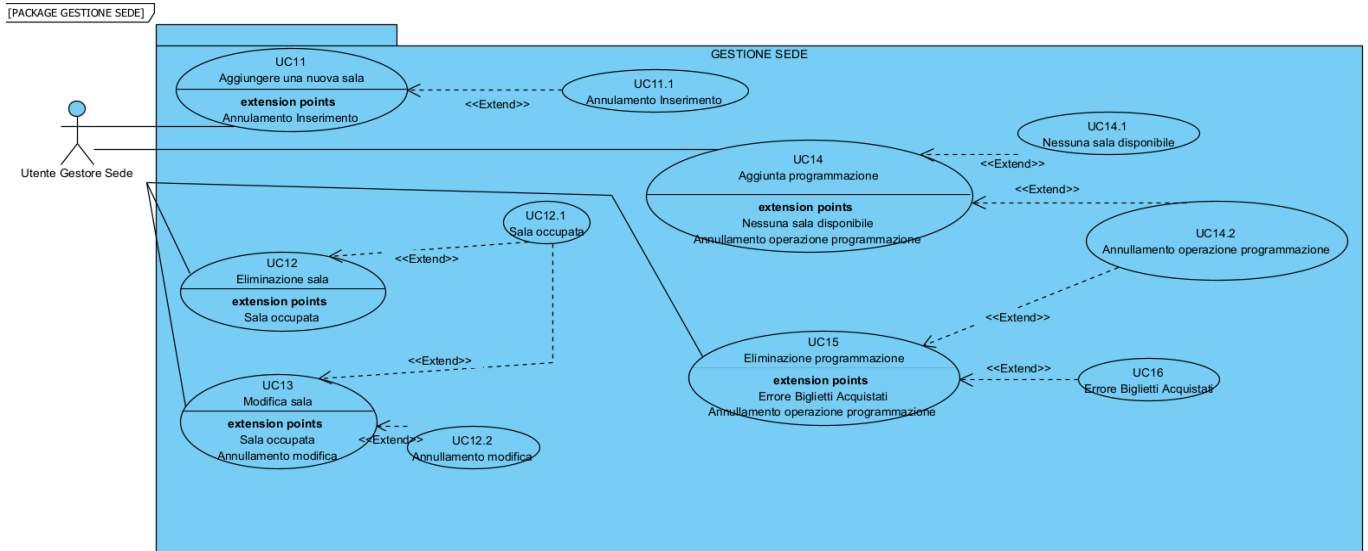 [PACKAGE GESTIONE SEDE]
GESTIONE SEDE
Utente Gestore Sede
UC11
Aggiungere una nuova sala
extension points
Annulamento Inserimento
<<Extend>>
UC11.1
Annulamento Inserimento
UC14
Aggiunta programmazione
extension points
Nessuna sala disponibile
Annullamento operazione programmazione
<<Extend>>
UC14.1
Nessuna sala disponibile
<<Extend>>
UC14.2
Annullamento operazione programmazione
<<Extend>>
UC12.1
Sala occupata
<<Extend>>
UC12
Eliminazione sala
extension points
Sala occupata
<<Extend>>
UC13
Modifica sala
extension points
Sala occupata
Annullamento modifica
<<Extend>>
UC12.2
Annullamento modifica
UC15
Eliminazione programmazione
extension points
Errore Biglietti Acquistati
Annullamento operazione programmazione
<<Extend>>
UC16
Errore Biglietti Acquistati